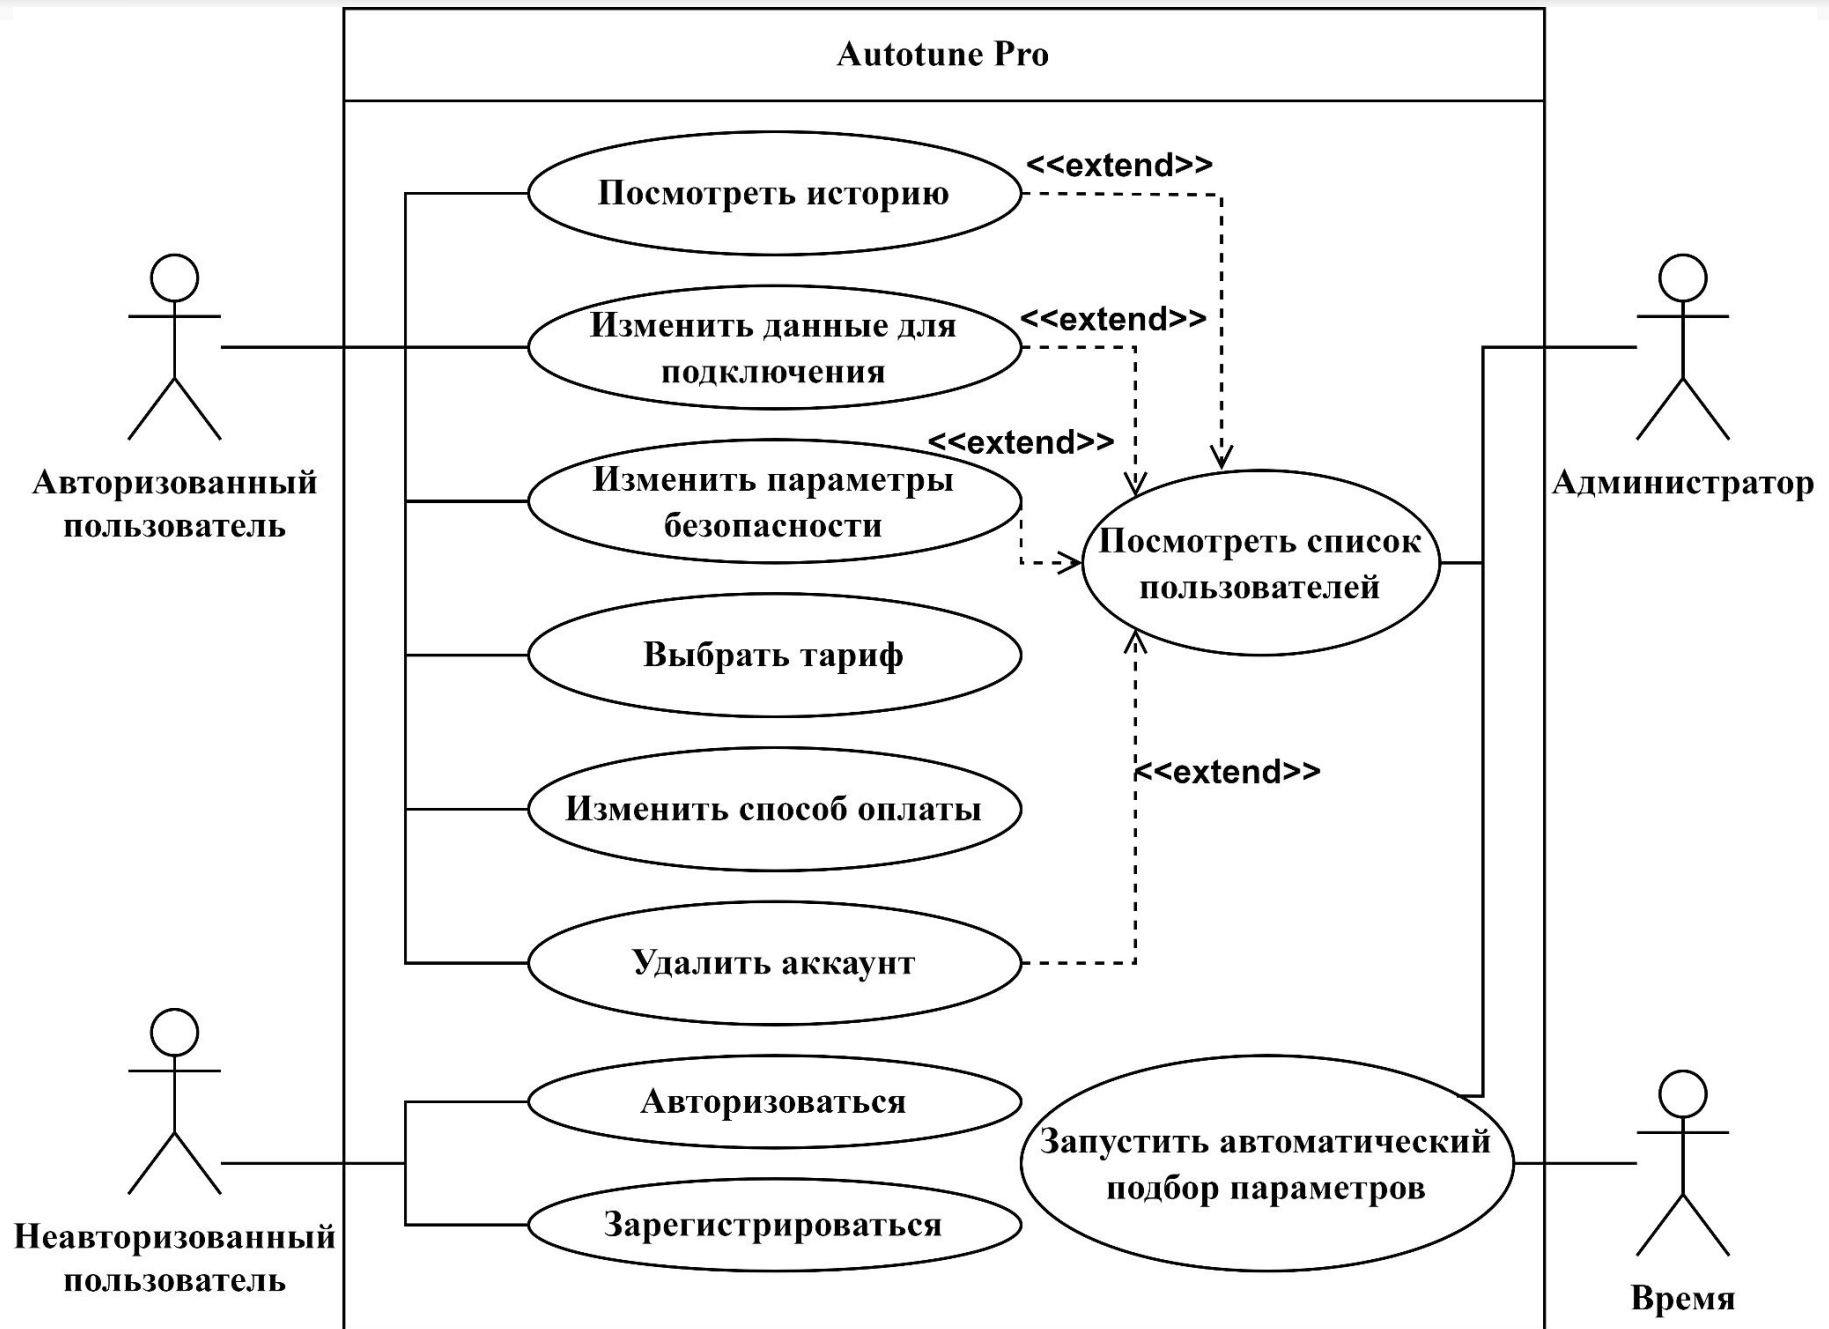 Autotune Pro
Посмотреть историю
<<extend>>
Изменить данные для
подключения
<<extend>>
<<extend>>
Изменить параметры
безопасности
Авторизованный
пользователь
Администратор
Посмотреть список
пользователей
Выбрать тариф
<<extend>>
Изменить способ оплаты
Удалить аккаунт
Авторизоваться
Запустить автоматический
подбор параметров
Зарегистрироваться
Неавторизованный
пользователь
Время